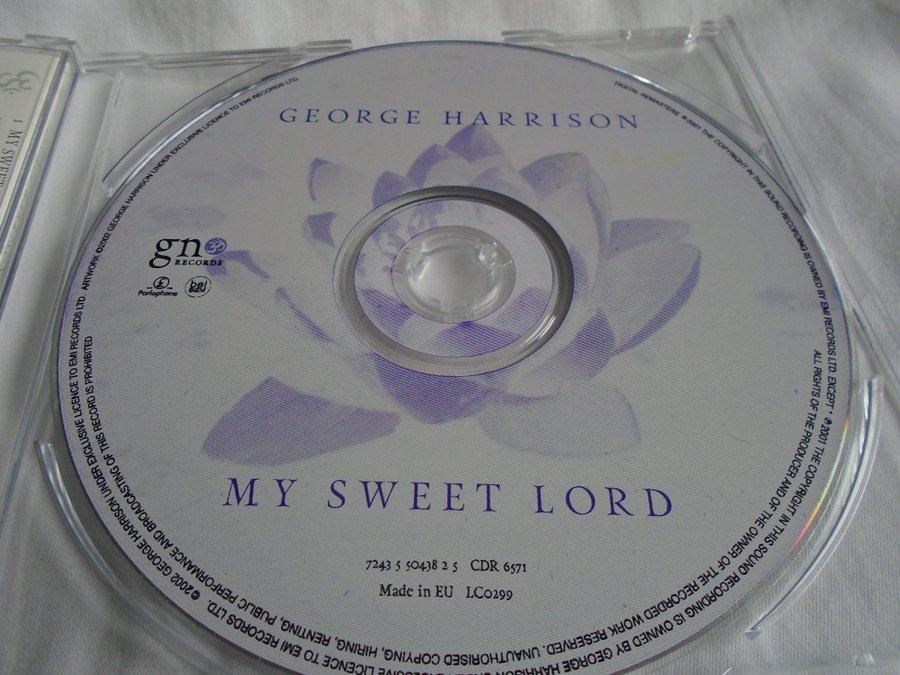 GEORGE HARRISON
gn
RECORDS
Parlophone
MY SWEET LORD
7243 5 50438 2 5 CDR 6571
Made in EU LC0299
DIGITAL REMASTERS ℗ 2001 THE COPYRIGHT IN THIS SOUND RECORDING IS OWNED BY EMI RECORDS LTD. EXCEPT * ℗2001 THE COPYRIGHT IN THIS SOUND RECORDING IS OWNED BY GEORGE HARRISON
LICENCE TO EMI RECORDS LTD. ©2002 GEORGE HARRISON UNDER EXCLUSIVE LICENCE TO EMI RECORDS LTD. ARTWORK ©2002 GEORGE HARRISON UNDER EXCLUSIVE LICENCE TO EMI RECORDS LTD.
ALL RIGHTS OF THE PRODUCER AND OF THE OWNER OF THE RECORDED WORK RESERVED. UNAUTHORISED COPYING, HIRING, RENTING, PUBLIC PERFORMANCE AND BROADCASTING OF THIS RECORD IS PROHIBITED
1 MY SWEET